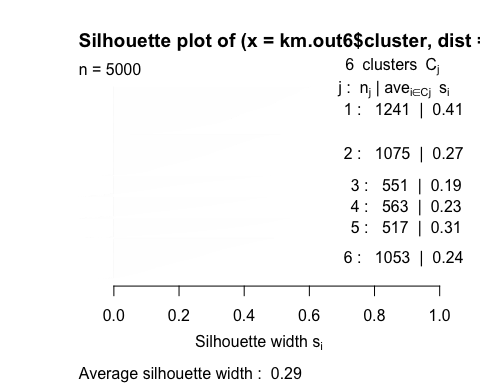 Silhouette plot of (x = km.out6$cluster, dist =
n = 5000
6 clusters Cj
j : nj | avei∈Cj si
1 : 1241 | 0.41
2 : 1075 | 0.27
3 : 551 | 0.19
4 : 563 | 0.23
5 : 517 | 0.31
6 : 1053 | 0.24
0.0 0.2 0.4 0.6 0.8 1.0
Silhouette width si
Average silhouette width : 0.29